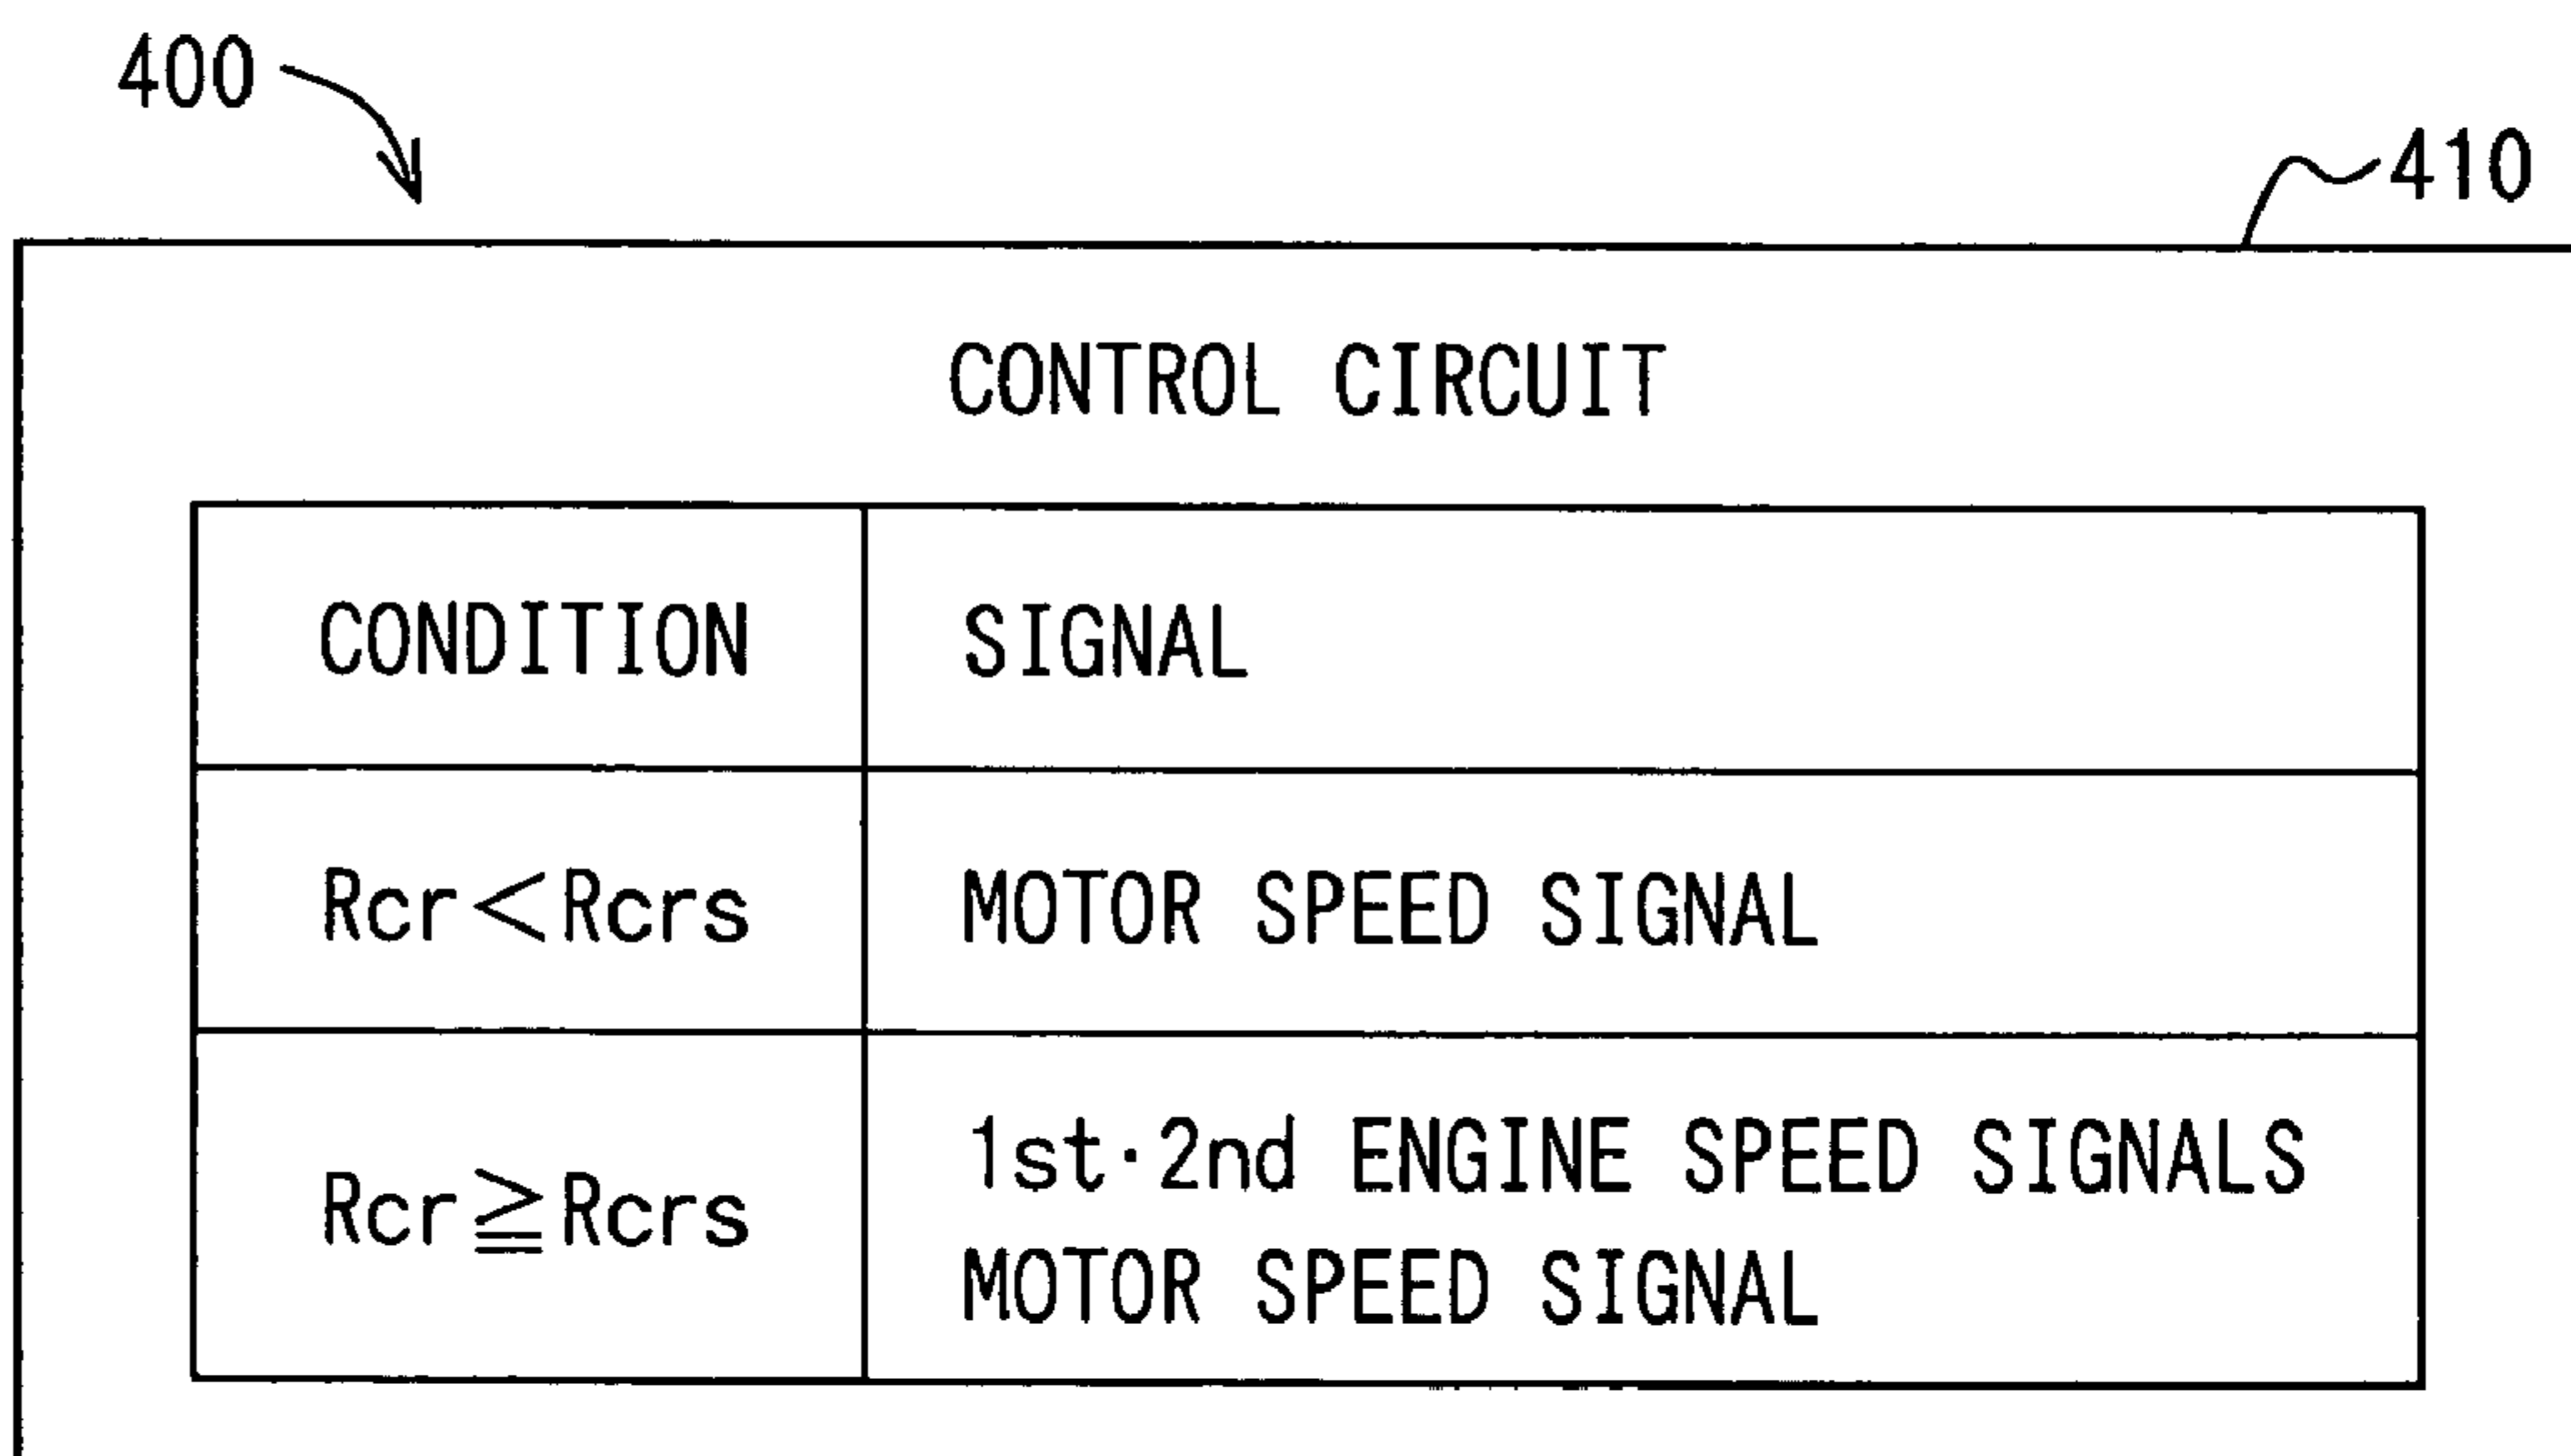 400
410
CONTROL CIRCUIT
CONDITION SIGNAL
Rcr<Rcrs MOTOR SPEED SIGNAL
Rcr≧Rcrs 1st·2nd ENGINE SPEED SIGNALS
MOTOR SPEED SIGNAL